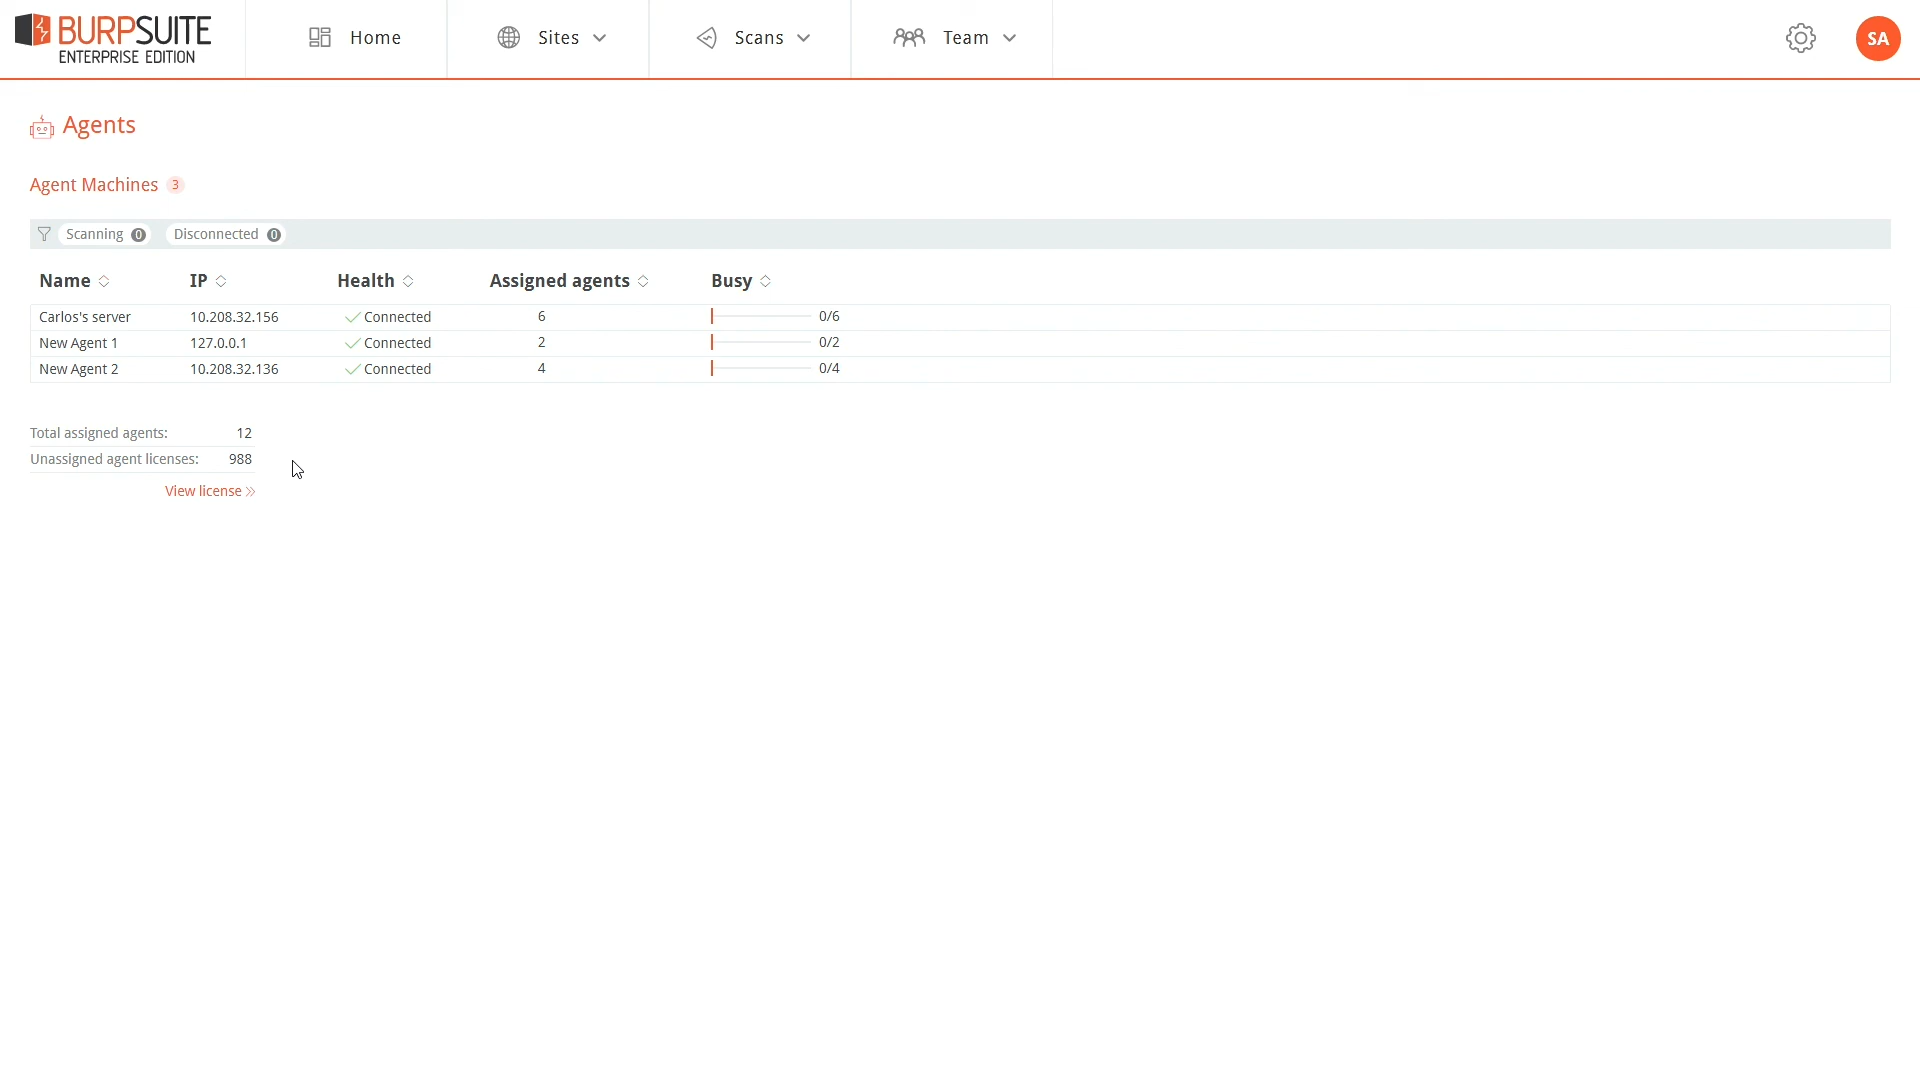 BURPSUITE
ENTERPRISE EDITION
Home
Sites
Scans
Team
SA
Agents
Agent Machines 3
Scanning 0 Disconnected 0
Name IP Health Assigned agents Busy
Carlos's server 10.208.32.156 Connected 6 0/6
New Agent 1 127.0.0.1 Connected 2 0/2
New Agent 2 10.208.32.136 Connected 4 0/4
Total assigned agents: 12
Unassigned agent licenses: 988
View license